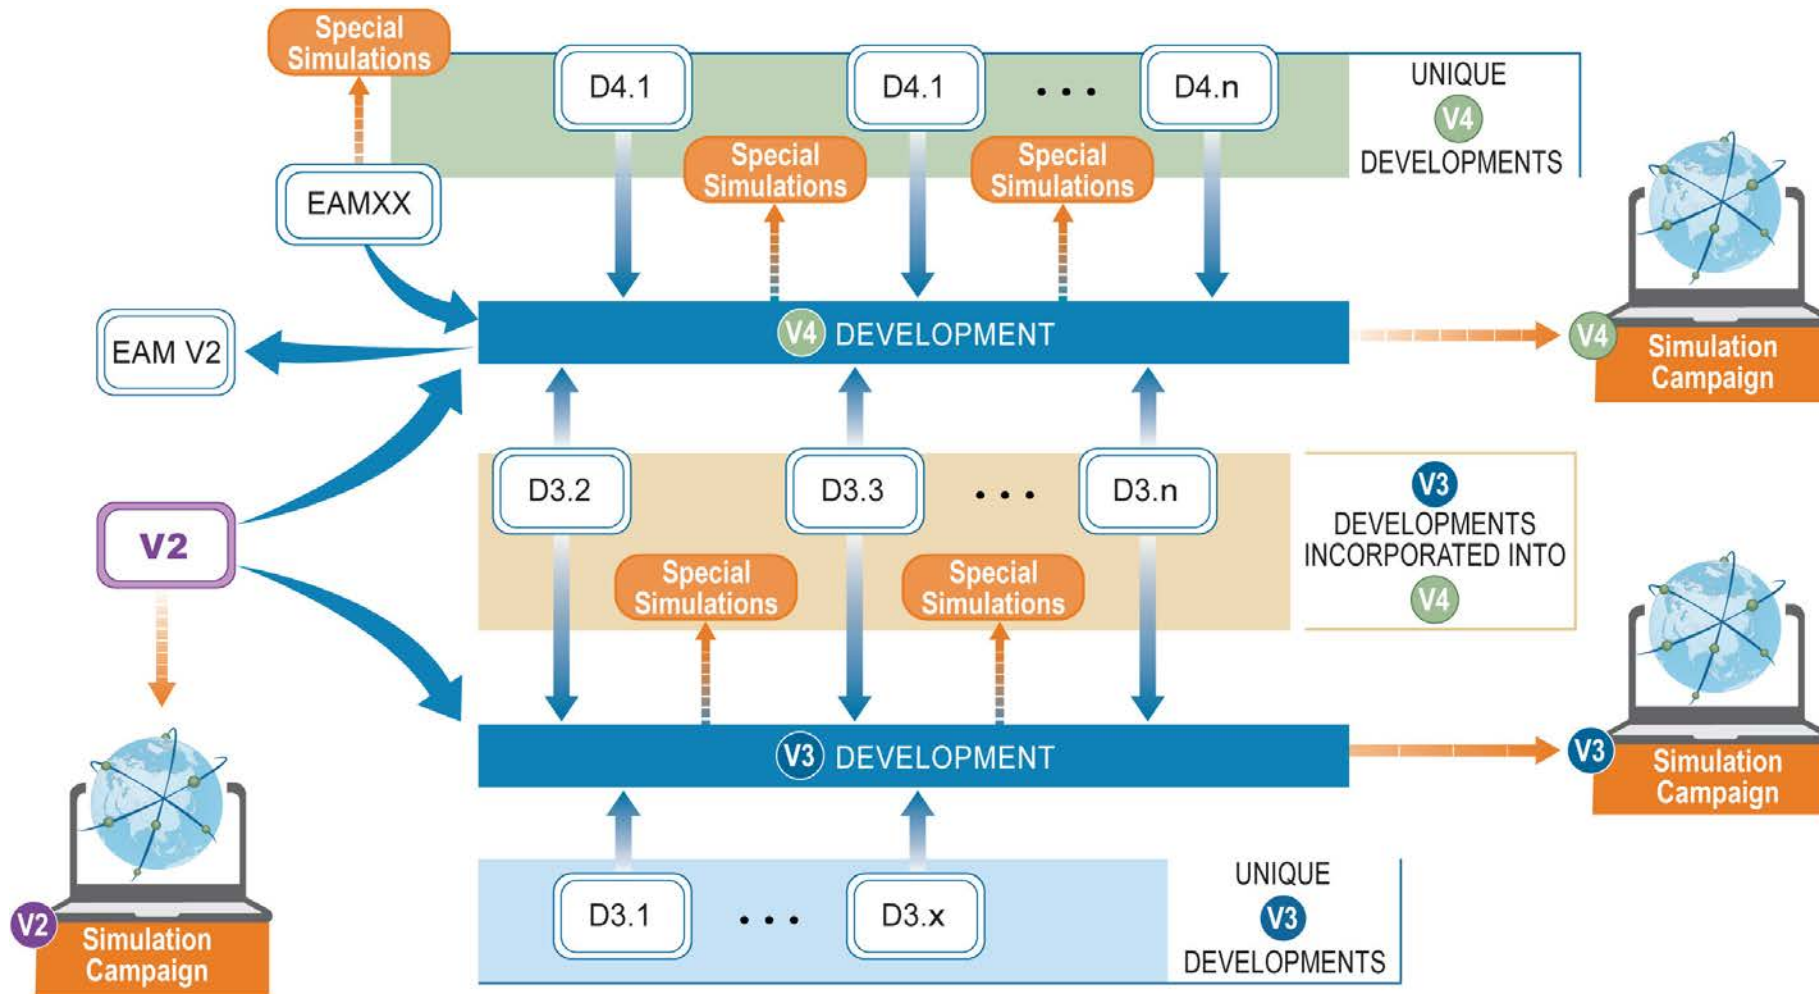 Special
Simulations
D4.1
D4.1
• • •
D4.n
UNIQUE
V4
DEVELOPMENTS
Special
Simulations
Special
Simulations
EAMXX
V4 DEVELOPMENT
V4
Simulation
Campaign
EAM V2
D3.2
D3.3
• • •
D3.n
V3
DEVELOPMENTS
INCORPORATED INTO
V4
V2
Special
Simulations
Special
Simulations
V3 DEVELOPMENT
V3
Simulation
Campaign
D3.1
• • •
D3.x
UNIQUE
V3
DEVELOPMENTS
V2
Simulation
Campaign